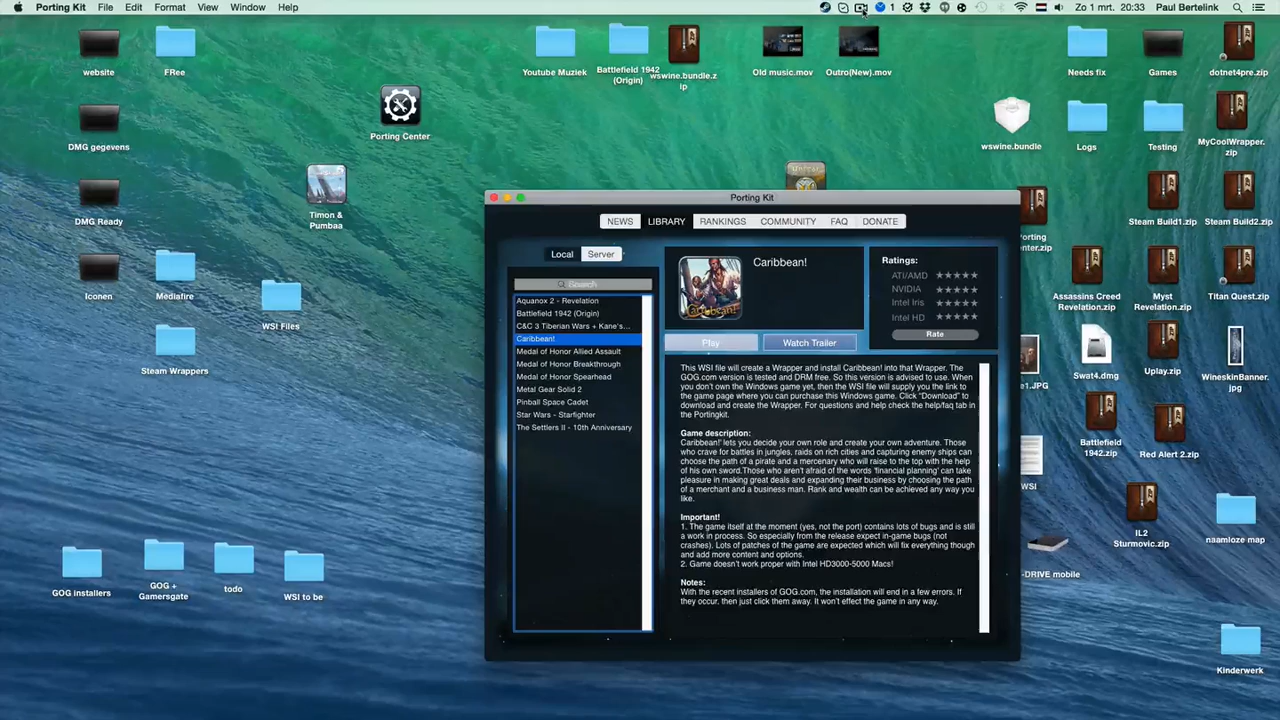 Porting Kit File Edit Format View Window Help
1 Zo 1 mrt. 20:33 Paul Bertelink
website
FRee
Youtube Muziek
Battlefield 1942
(Origin)
wswine.bundle.z
ip
Old music.mov
Outro(New).mov
Needs fix
Games
dotnet4pre.zip
DMG gegevens
Porting Center
wswine.bundle
Logs
Testing
MyCoolWrapper.
zip
DMG Ready
Timon &
Pumbaa
Steam Build1.zip
Steam Build2.zip
Porting Kit
NEWS LIBRARY RANKINGS COMMUNITY FAQ DONATE
Local Server
Search
Aquanox 2 - Revelation
Battlefield 1942 (Origin)
C&C 3 Tiberian Wars + Kane's...
Caribbean!
Medal of Honor Allied Assault
Medal of Honor Breakthrough
Medal of Honor Spearhead
Metal Gear Solid 2
Pinball Space Cadet
Star Wars - Starfighter
The Settlers II - 10th Anniversary
Caribbean!
Ratings:
ATI/AMD
NVIDIA
Intel Iris
Intel HD
Rate
Play
Watch Trailer
This WSI file will create a Wrapper and install Caribbean! into that Wrapper. The
GOG.com version is tested and DRM free. So this version is advised to use. When
you don't own the Windows game yet, then the WSI file will supply you the link to
the game page where you can purchase this Windows game. Click "Download" to
download and create the Wrapper. For questions and help check the help/faq tab in
the Portingkit.
Game description:
Caribbean!' lets you decide your own role and create your own adventure. Those
who crave for battles in jungles, raids on rich cities and capturing enemy ships can
choose the path of a pirate and a mercenary who will raise to the top with the help
of his own sword.Those who aren't afraid of the words 'financial planning' can take
pleasure in making great deals and expanding their business by choosing the path
of a merchant and a business man. Rank and wealth can be achieved any way you
like.
Important!
1. The game itself at the moment (yes, not the port) contains lots of bugs and is still
a work in process. So especially from the release expect in-game bugs (not
crashes). Lots of patches of the game are expected which will fix everything though
and add more content and options.
2. Game doesn't work proper with Intel HD3000-5000 Macs!
Notes:
With the recent installers of GOG.com, the installation will end in a few errors. If
they occur, then just click them away. It won't effect the game in any way.
orting
ter.zip
Iconen
Mediafire
WSI Files
Assassins Creed
Revelation.zip
Myst
Revelation.zip
Titan Quest.zip
Steam Wrappers
e1.JPG
Swat4.dmg
Uplay.zip
WineskinBanner.
jpg
Battlefield
1942.zip
Red Alert 2.zip
WSI
IL2
Sturmovic.zip
naamloze map
-DRIVE mobile
GOG installers
GOG +
Gamersgate
todo
WSI to be
Kinderwerk